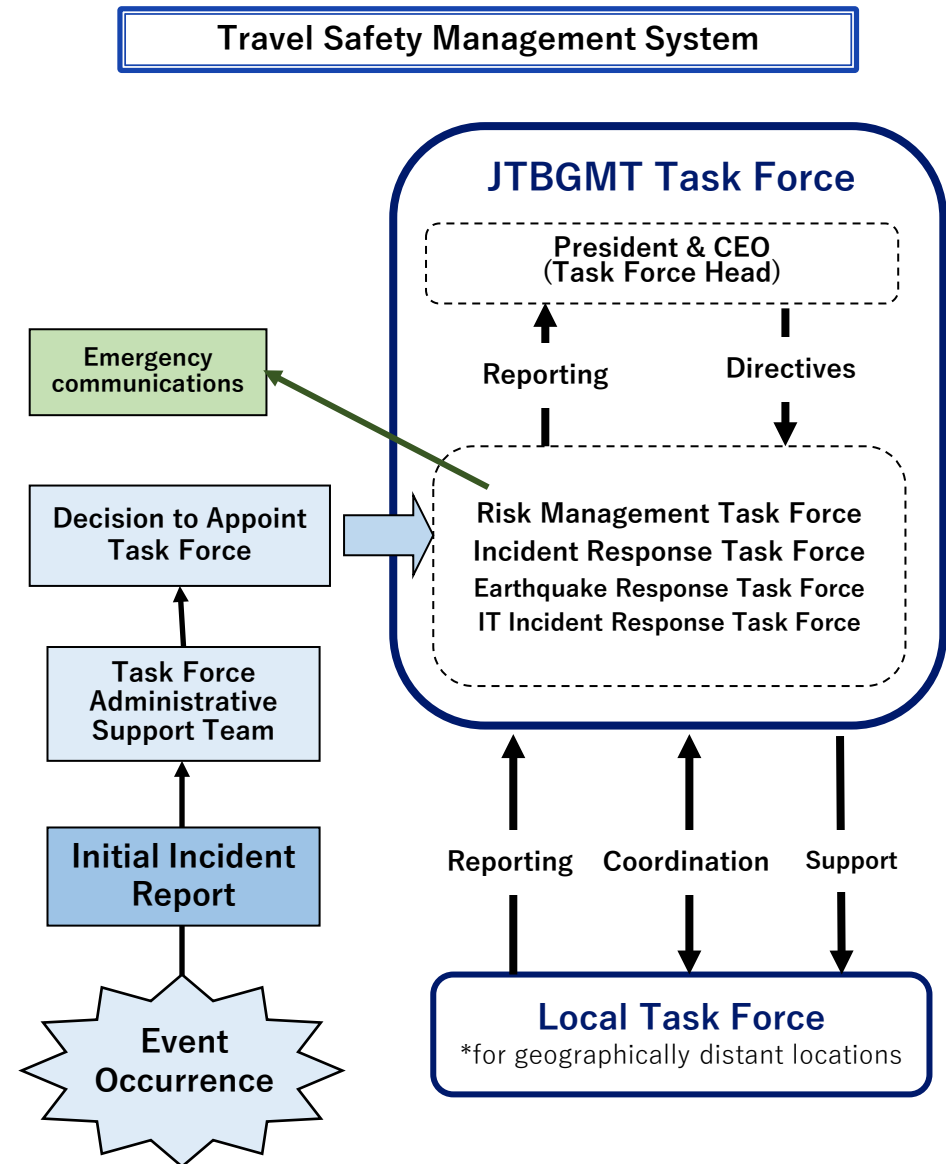 Travel Safety Management System
JTBGMT Task Force
President & CEO
(Task Force Head)
Reporting
Directives
Emergency
communications
Decision to Appoint
Task Force
Risk Management Task Force
Incident Response Task Force
Earthquake Response Task Force
IT Incident Response Task Force
Task Force
Administrative
Support Team
Initial Incident
Report
Reporting
Coordination
Support
Event
Occurrence
Local Task Force
*for geographically distant locations